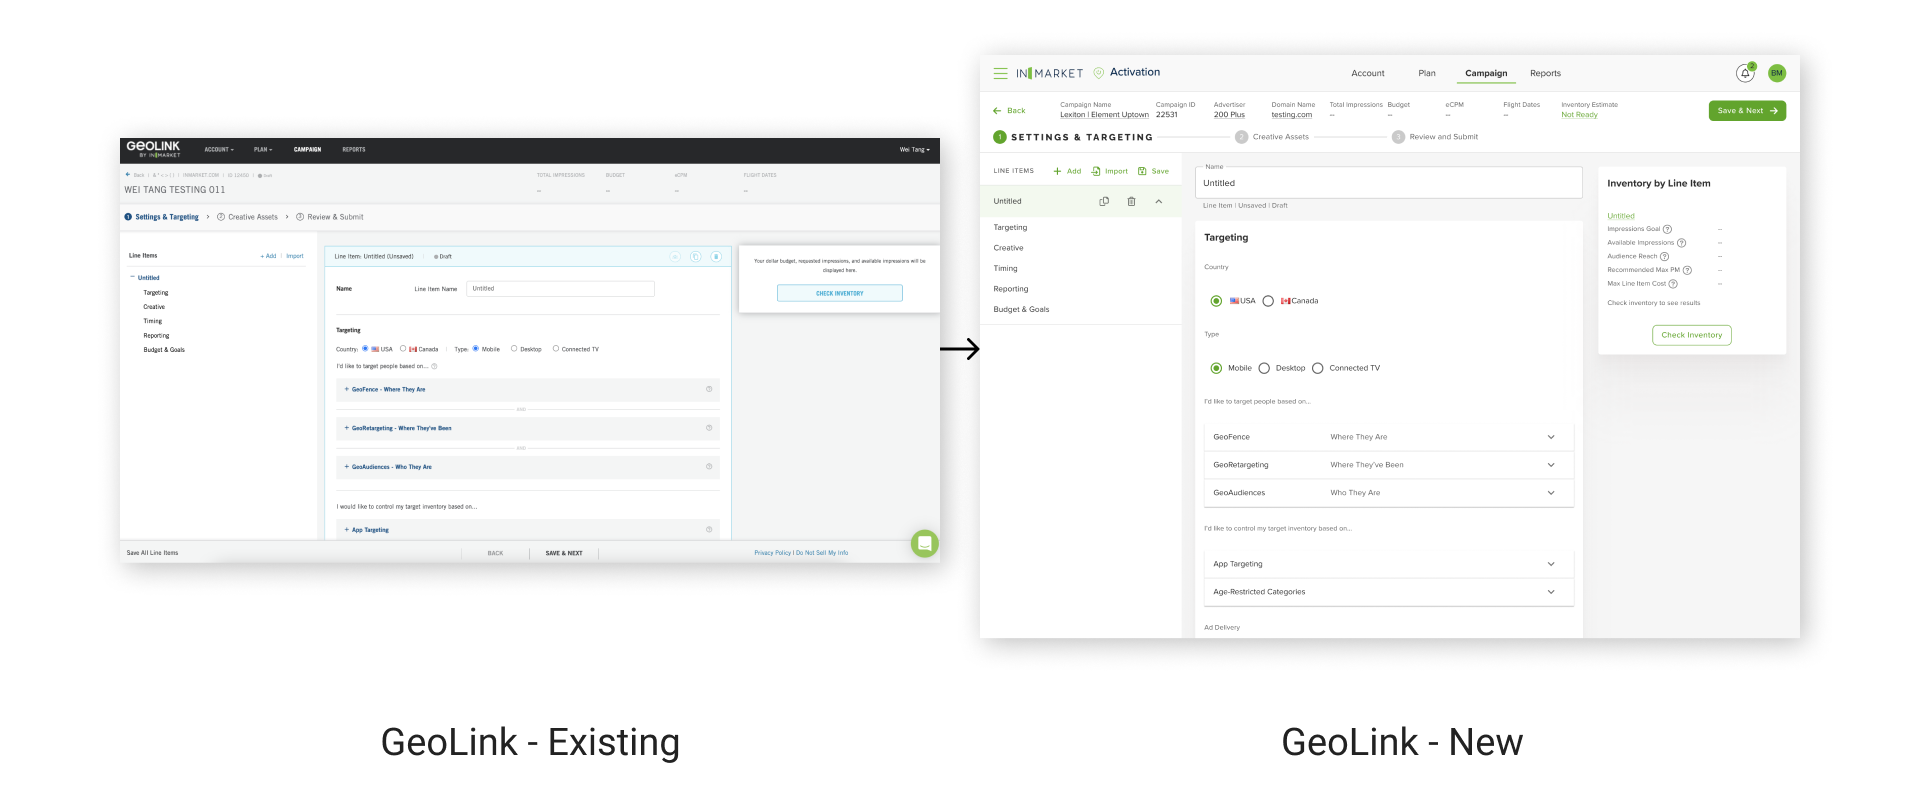 GEOLINK
BY INMARKET
ACCOUNT
PLAN
CAMPAIGN
REPORTS
Wei Tang
Back | &"<>() | INMARKET.COM | ID 12450 | Draft
TOTAL IMPRESSIONS
BUDGET
eCPM
FLIGHT DATES
WEI TANG TESTING 011
--
--
--
--
1 Settings & Targeting > 2 Creative Assets > 3 Review & Submit
Line Items
+ Add | Import
Untitled
Targeting
Creative
Timing
Reporting
Budget & Goals
Line Item: Untitled (Unsaved)
Draft
Name
Line Item Name
Untitled
Targeting
Country: USA Canada
Type: Mobile Desktop Connected TV
I'd like to target people based on... ?
+ GeoFence - Where They Are ?
AND
+ GeoRetargeting - Where They've Been ?
AND
+ GeoAudiences - Who They Are ?
I would like to control my target inventory based on...
+ App Targeting ?
Your dollar budget, requested impressions, and available impressions will be
displayed here.
CHECK INVENTORY
Save All Line Items
BACK
SAVE & NEXT
Privacy Policy | Do Not Sell My Info
INMARKET
Activation
Account
Plan
Campaign
Reports
2
BM
Back
Campaign Name
Campaign ID
Advertiser
Domain Name
Total Impressions
Budget
eCPM
Flight Dates
Inventory Estimate
Lexiton | Element Uptown
22531
200 Plus
testing.com
--
--
--
--
Not Ready
Save & Next
1 SETTINGS & TARGETING
2 Creative Assets
3 Review and Submit
LINE ITEMS
+ Add
Import
Save
Untitled
Targeting
Creative
Timing
Reporting
Budget & Goals
Name
Untitled
Line Item | Unsaved | Draft
Targeting
Country
USA Canada
Type
Mobile Desktop Connected TV
I'd like to target people based on...
GeoFence Where They Are
GeoRetargeting Where They've Been
GeoAudiences Who They Are
I'd like to control my target inventory based on...
App Targeting
Age-Restricted Categories
Ad Delivery
Inventory by Line Item
Untitled
Impressions Goal ? --
Available Impressions ? --
Audience Reach ? --
Recommended Max PM ? --
Max Line Item Cost ? --
Check inventory to see results
Check Inventory
GeoLink - Existing
GeoLink - New